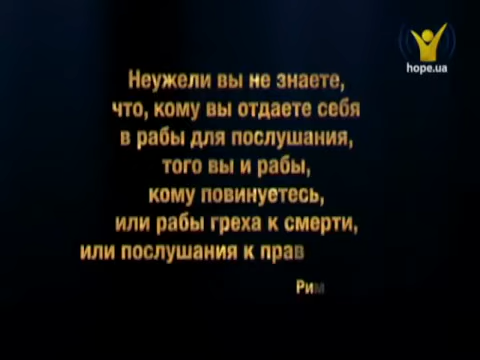 hope.ua
Неужели вы не знаете,
что, кому вы отдаете себя
в рабы для послушания,
того вы и рабы,
кому повинуетесь,
или рабы греха к смерти,
или послушания к прав
Рим